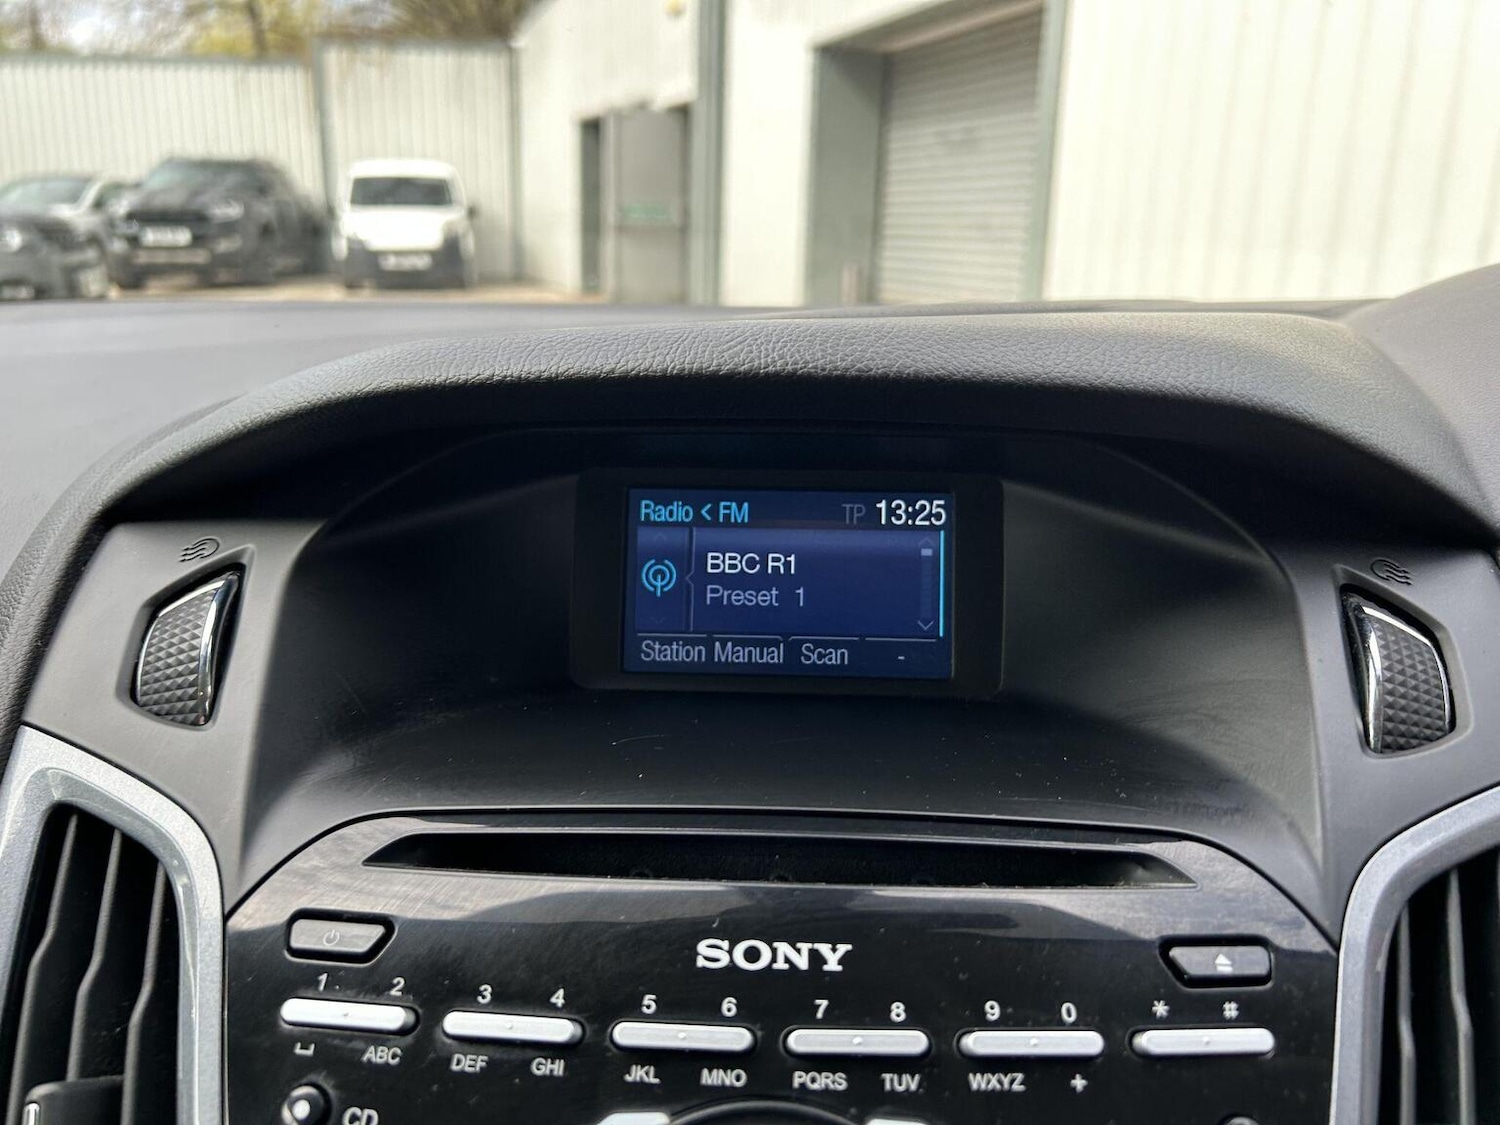 Radio < FM TP 13:25
BBC R1
Preset 1
Station Manual Scan -
SONY
1 2 3 4 5 6 7 8 9 0 * #
ABC DEF GHI JKL MNO PQRS TUV WXYZ +
CD